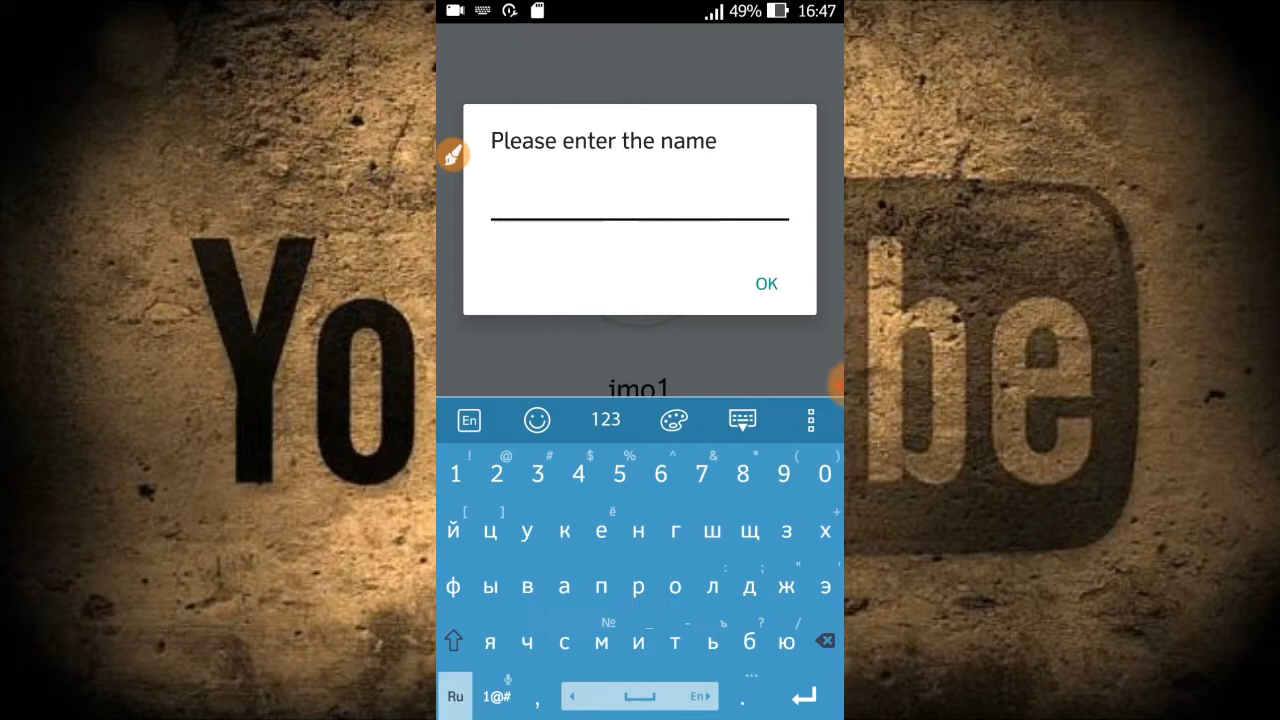 49% 16:47
Please enter the name
OK
imo1
En 123
! @ # $ % ^ & * ( )
1 2 3 4 5 6 7 8 9 0
[ ] ё +
й ц у к е н г ш щ з х
: ; " '
ф ы в а п р о л д ж э
№ _ - ъ ? /
я ч с м и т ь б ю
Ru 1@# , En . ...
Yo be